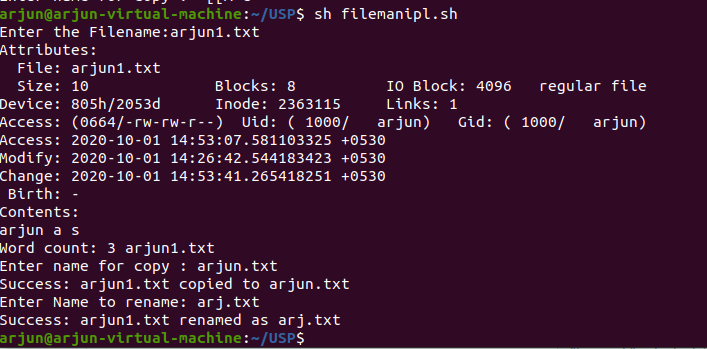 arjun@arjun-virtual-machine:~/USP$ sh filemanipl.sh
Enter the Filename:arjun1.txt
Attributes:
  File: arjun1.txt
  Size: 10              Blocks: 8          IO Block: 4096   regular file
Device: 805h/2053d      Inode: 2363115     Links: 1
Access: (0664/-rw-rw-r--)  Uid: ( 1000/   arjun)   Gid: ( 1000/   arjun)
Access: 2020-10-01 14:53:07.581103325 +0530
Modify: 2020-10-01 14:26:42.544183423 +0530
Change: 2020-10-01 14:53:41.265418251 +0530
 Birth: -
Contents:
arjun a s
Word count: 3 arjun1.txt
Enter name for copy : arjun.txt
Success: arjun1.txt copied to arjun.txt
Enter Name to rename: arj.txt
Success: arjun1.txt renamed as arj.txt
arjun@arjun-virtual-machine:~/USP$